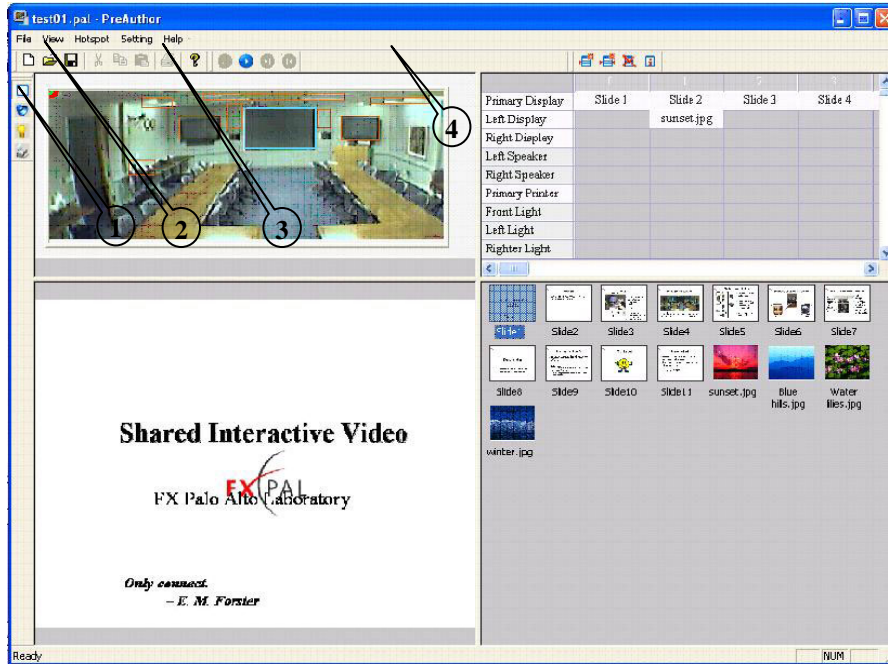 test01.pal - PreAuthor
File View Hotspot Setting Help
1 2 3 4
Primary Display Slide 1 Slide 2 Slide 3 Slide 4
Left Display sunset.jpg
Right Display
Left Speaker
Right Speaker
Primary Printer
Front Light
Left Light
Righter Light
Shared Interactive Video
FX PAL
FX Palo Alto Laboratory
Only connect.
– E. M. Forster
Slide1 Slide2 Slide3 Slide4 Slide5 Slide6 Slide7
Slide8 Slide9 Slide10 Slide11 sunset.jpg Blue hills.jpg Water lilies.jpg
winter.jpg
Ready NUM